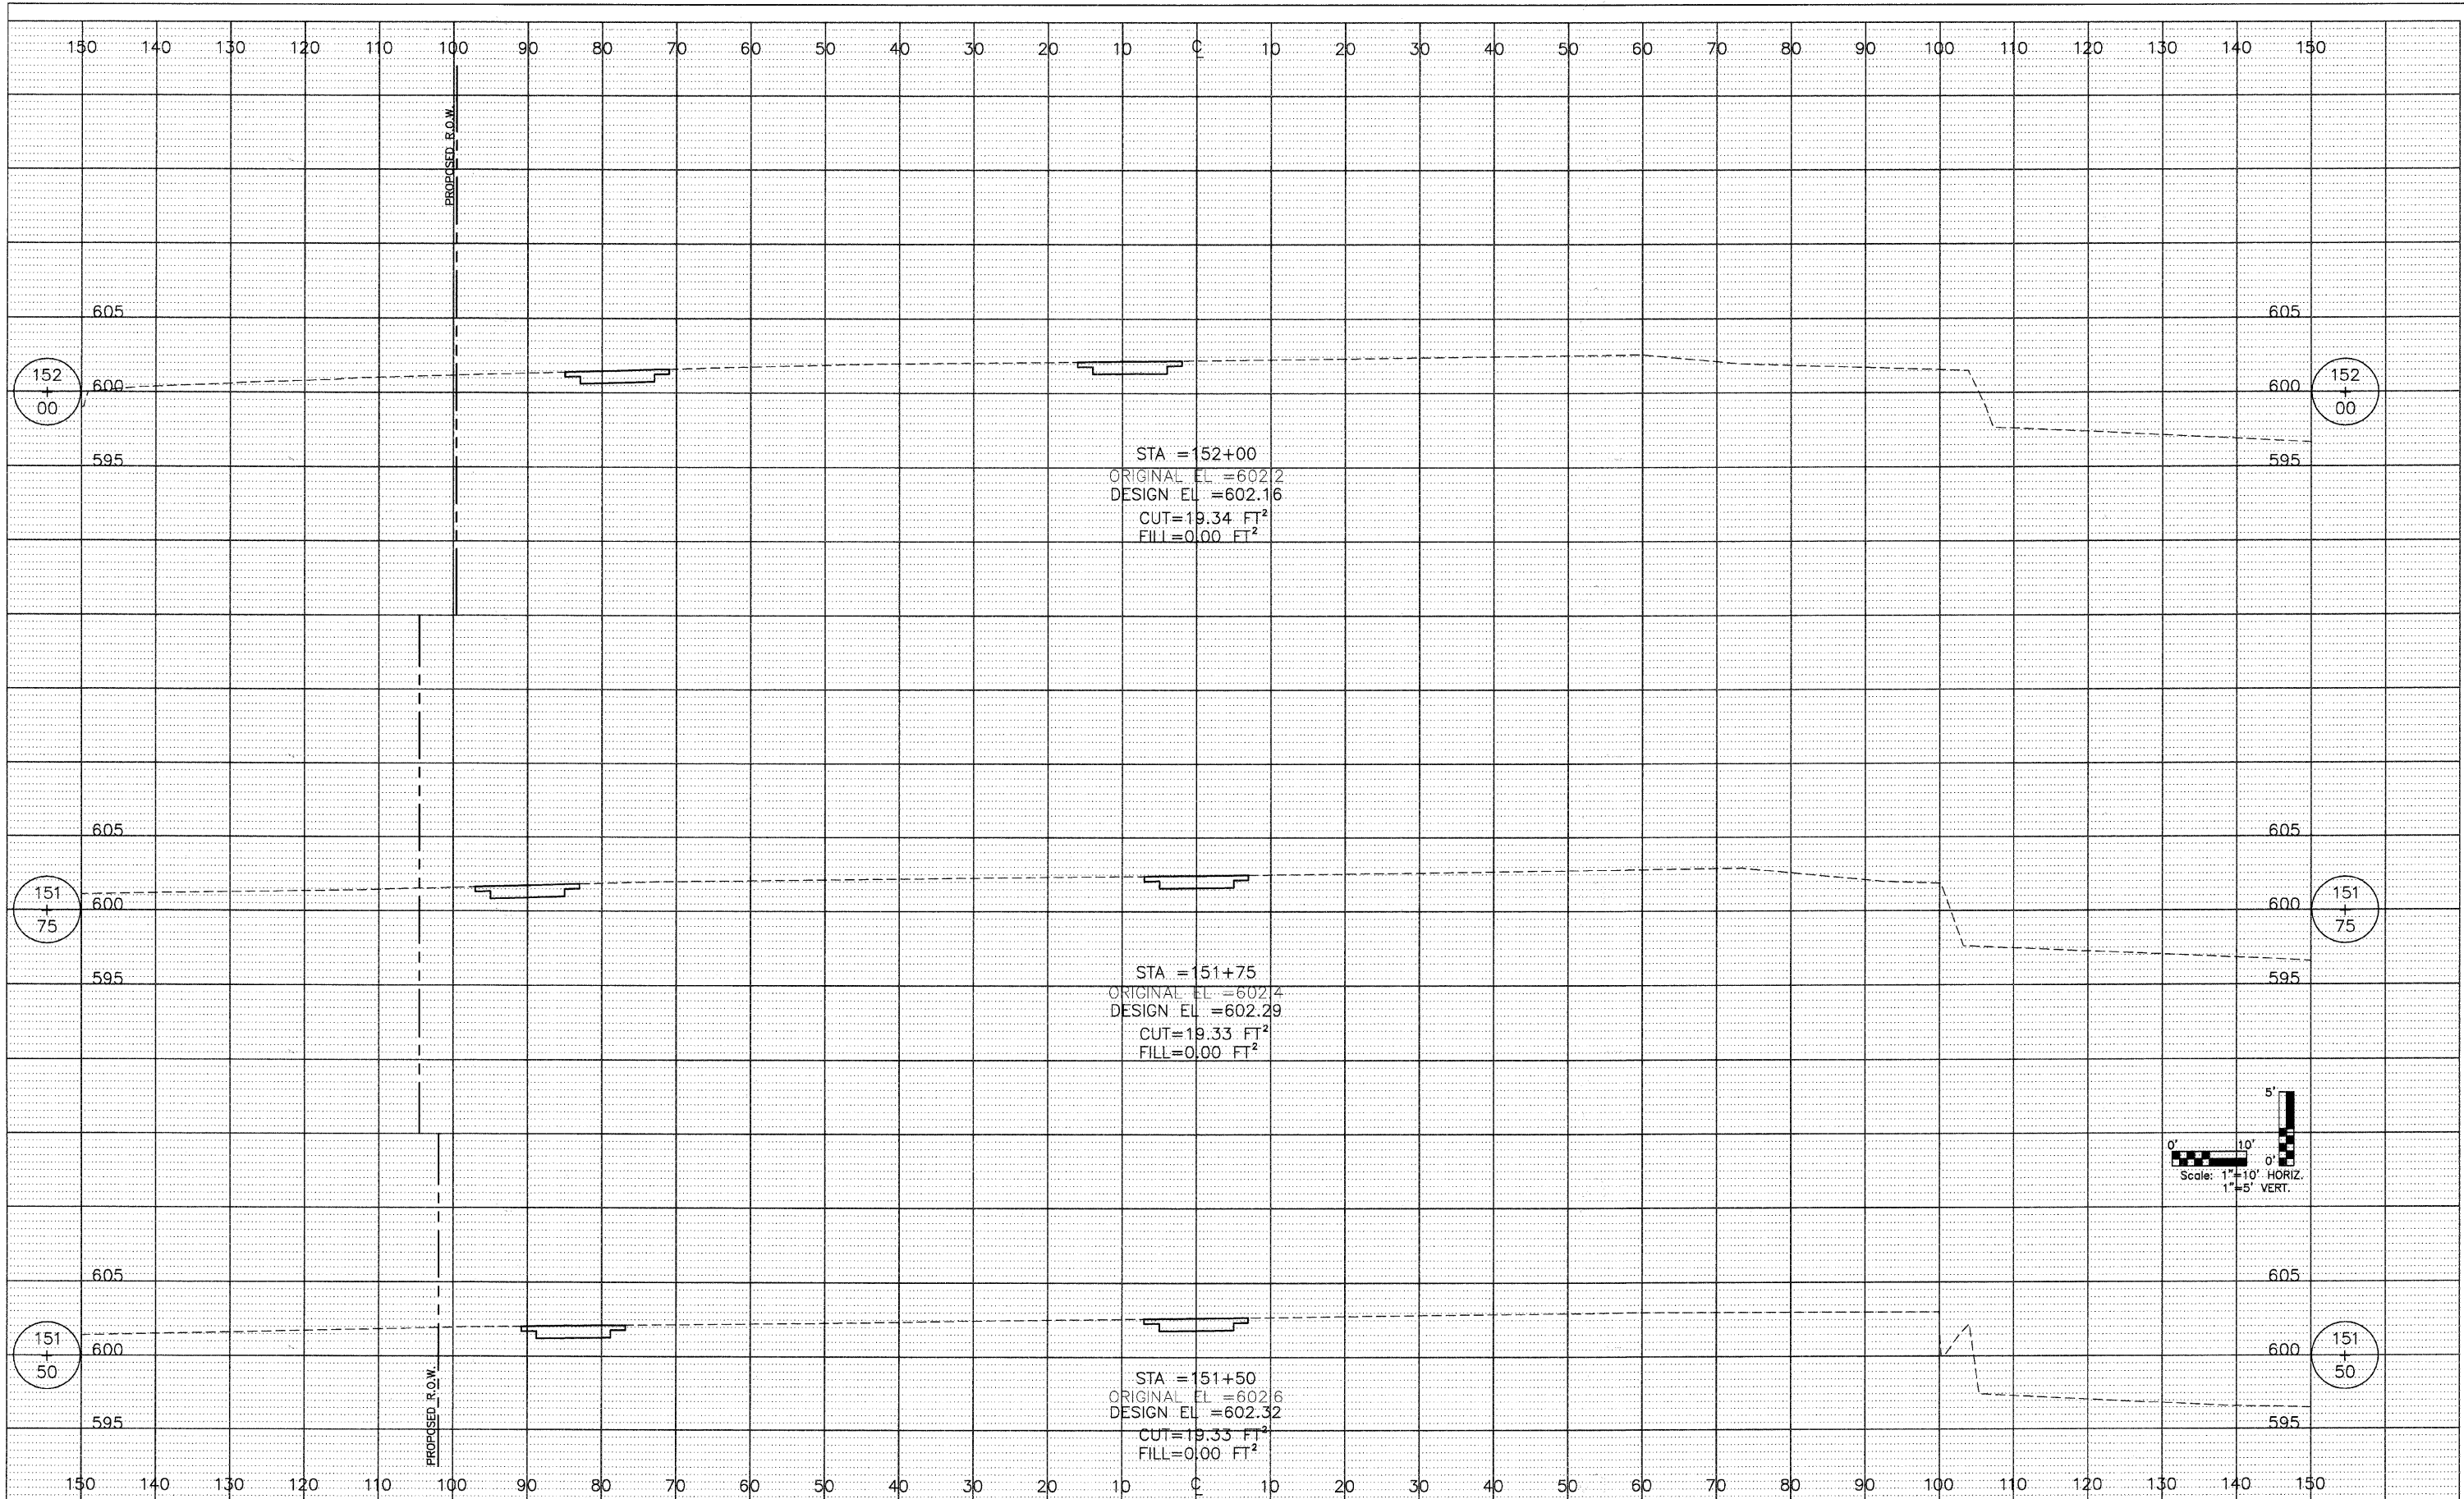 150 140 130 120 110 100 90 80 70 60 50 40 30 20 10 ℄ 10 20 30 40 50 60 70 80 90 100 110 120 130 140 150
PROPOSED R.O.W.
605 605
152 + 00 600 600 152 + 00
595 595
STA =152+00
ORIGINAL EL =602.2
DESIGN EL =602.16
CUT=19.34 FT²
FILL=0.00 FT²
605 605
151 + 75 600 600 151 + 75
595 595
STA =151+75
ORIGINAL EL =602.4
DESIGN EL =602.29
CUT=19.33 FT²
FILL=0.00 FT²
5'
0' 10' 0'
Scale: 1"=10' HORIZ.
1"=5' VERT.
605 605
151 + 50 600 600 151 + 50
PROPOSED R.O.W.
595 595
STA =151+50
ORIGINAL EL =602.6
DESIGN EL =602.32
CUT=19.33 FT²
FILL=0.00 FT²
150 140 130 120 110 100 90 80 70 60 50 40 30 20 10 ℄ 10 20 30 40 50 60 70 80 90 100 110 120 130 140 150